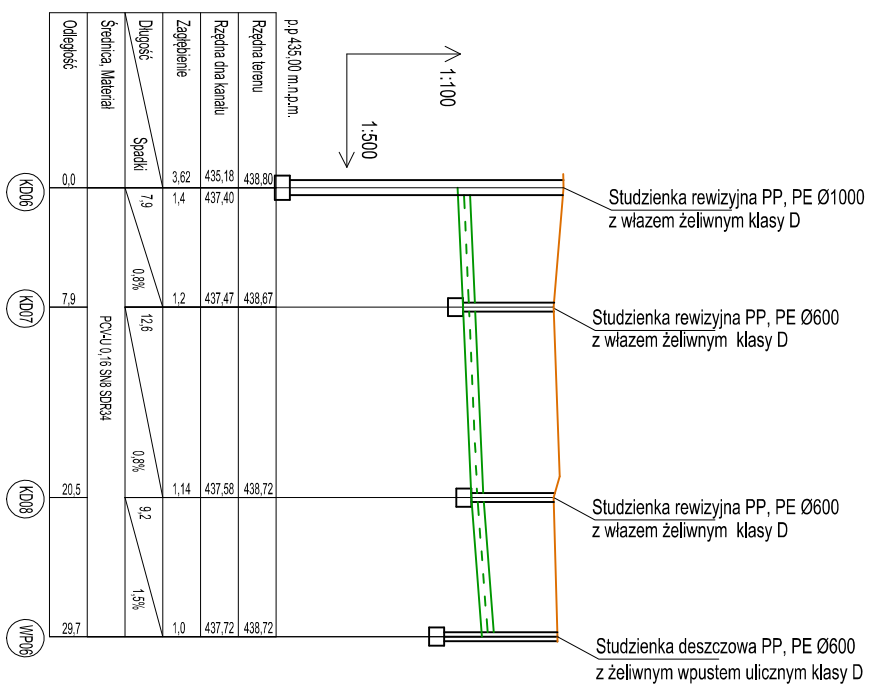 p.p 435,00 m.n.p.m.
1:100
1:500
Studzienka rewizyjna PP, PE Ø1000
z włazem żeliwnym klasy D
Studzienka rewizyjna PP, PE Ø600
z włazem żeliwnym klasy D
Studzienka rewizyjna PP, PE Ø600
z włazem żeliwnym klasy D
Studzienka deszczowa PP, PE Ø600
z żeliwnym wpustem ulicznym klasy D
Rzędna terenu 438,80 438,67 438,72 438,72
Rzędna dna kanału 435,18 437,40 437,47 437,58 437,72
Zagłębienie 3,62 1,4 1,2 1,14 1,0
Długość Spadki 7,9 0,8% 12,6 0,8% 9,2 1,5%
Średnica, Materiał PCV-U 0,16 SN8 SDR34
Odległość 0,0 7,9 20,5 29,7
KD06 KD07 KD08 WP06